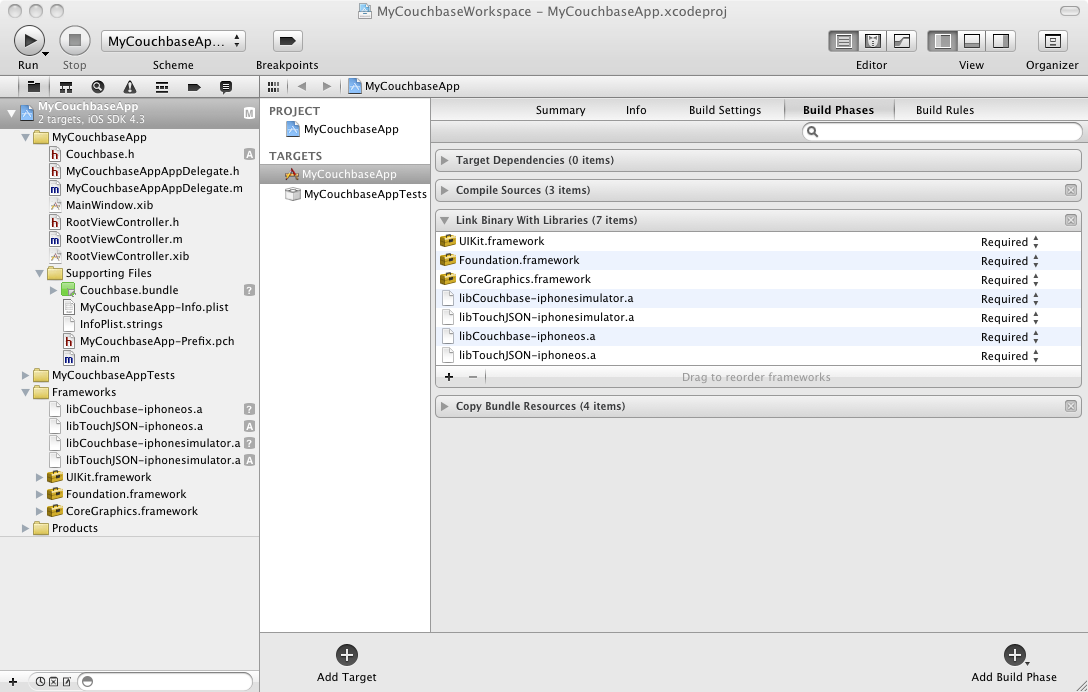 MyCouchbaseWorkspace – MyCouchbaseApp.xcodeproj
MyCouchbaseAp...
Run
Stop
Scheme
Breakpoints
Editor
View
Organizer
MyCouchbaseApp
MyCouchbaseApp
2 targets, iOS SDK 4.3
M
MyCouchbaseApp
Couchbase.h
A
MyCouchbaseAppAppDelegate.h
MyCouchbaseAppAppDelegate.m
MainWindow.xib
RootViewController.h
RootViewController.m
RootViewController.xib
Supporting Files
Couchbase.bundle
?
MyCouchbaseApp-Info.plist
InfoPlist.strings
MyCouchbaseApp-Prefix.pch
main.m
MyCouchbaseAppTests
Frameworks
libCouchbase-iphoneos.a
?
libTouchJSON-iphoneos.a
A
libCouchbase-iphonesimulator.a
?
libTouchJSON-iphonesimulator.a
A
UIKit.framework
Foundation.framework
CoreGraphics.framework
Products
PROJECT
MyCouchbaseApp
TARGETS
MyCouchbaseApp
MyCouchbaseAppTests
Summary
Info
Build Settings
Build Phases
Build Rules
Target Dependencies (0 items)
Compile Sources (3 items)
Link Binary With Libraries (7 items)
UIKit.framework
Required
Foundation.framework
Required
CoreGraphics.framework
Required
libCouchbase-iphonesimulator.a
Required
libTouchJSON-iphonesimulator.a
Required
libCouchbase-iphoneos.a
Required
libTouchJSON-iphoneos.a
Required
Drag to reorder frameworks
Copy Bundle Resources (4 items)
Add Target
Add Build Phase